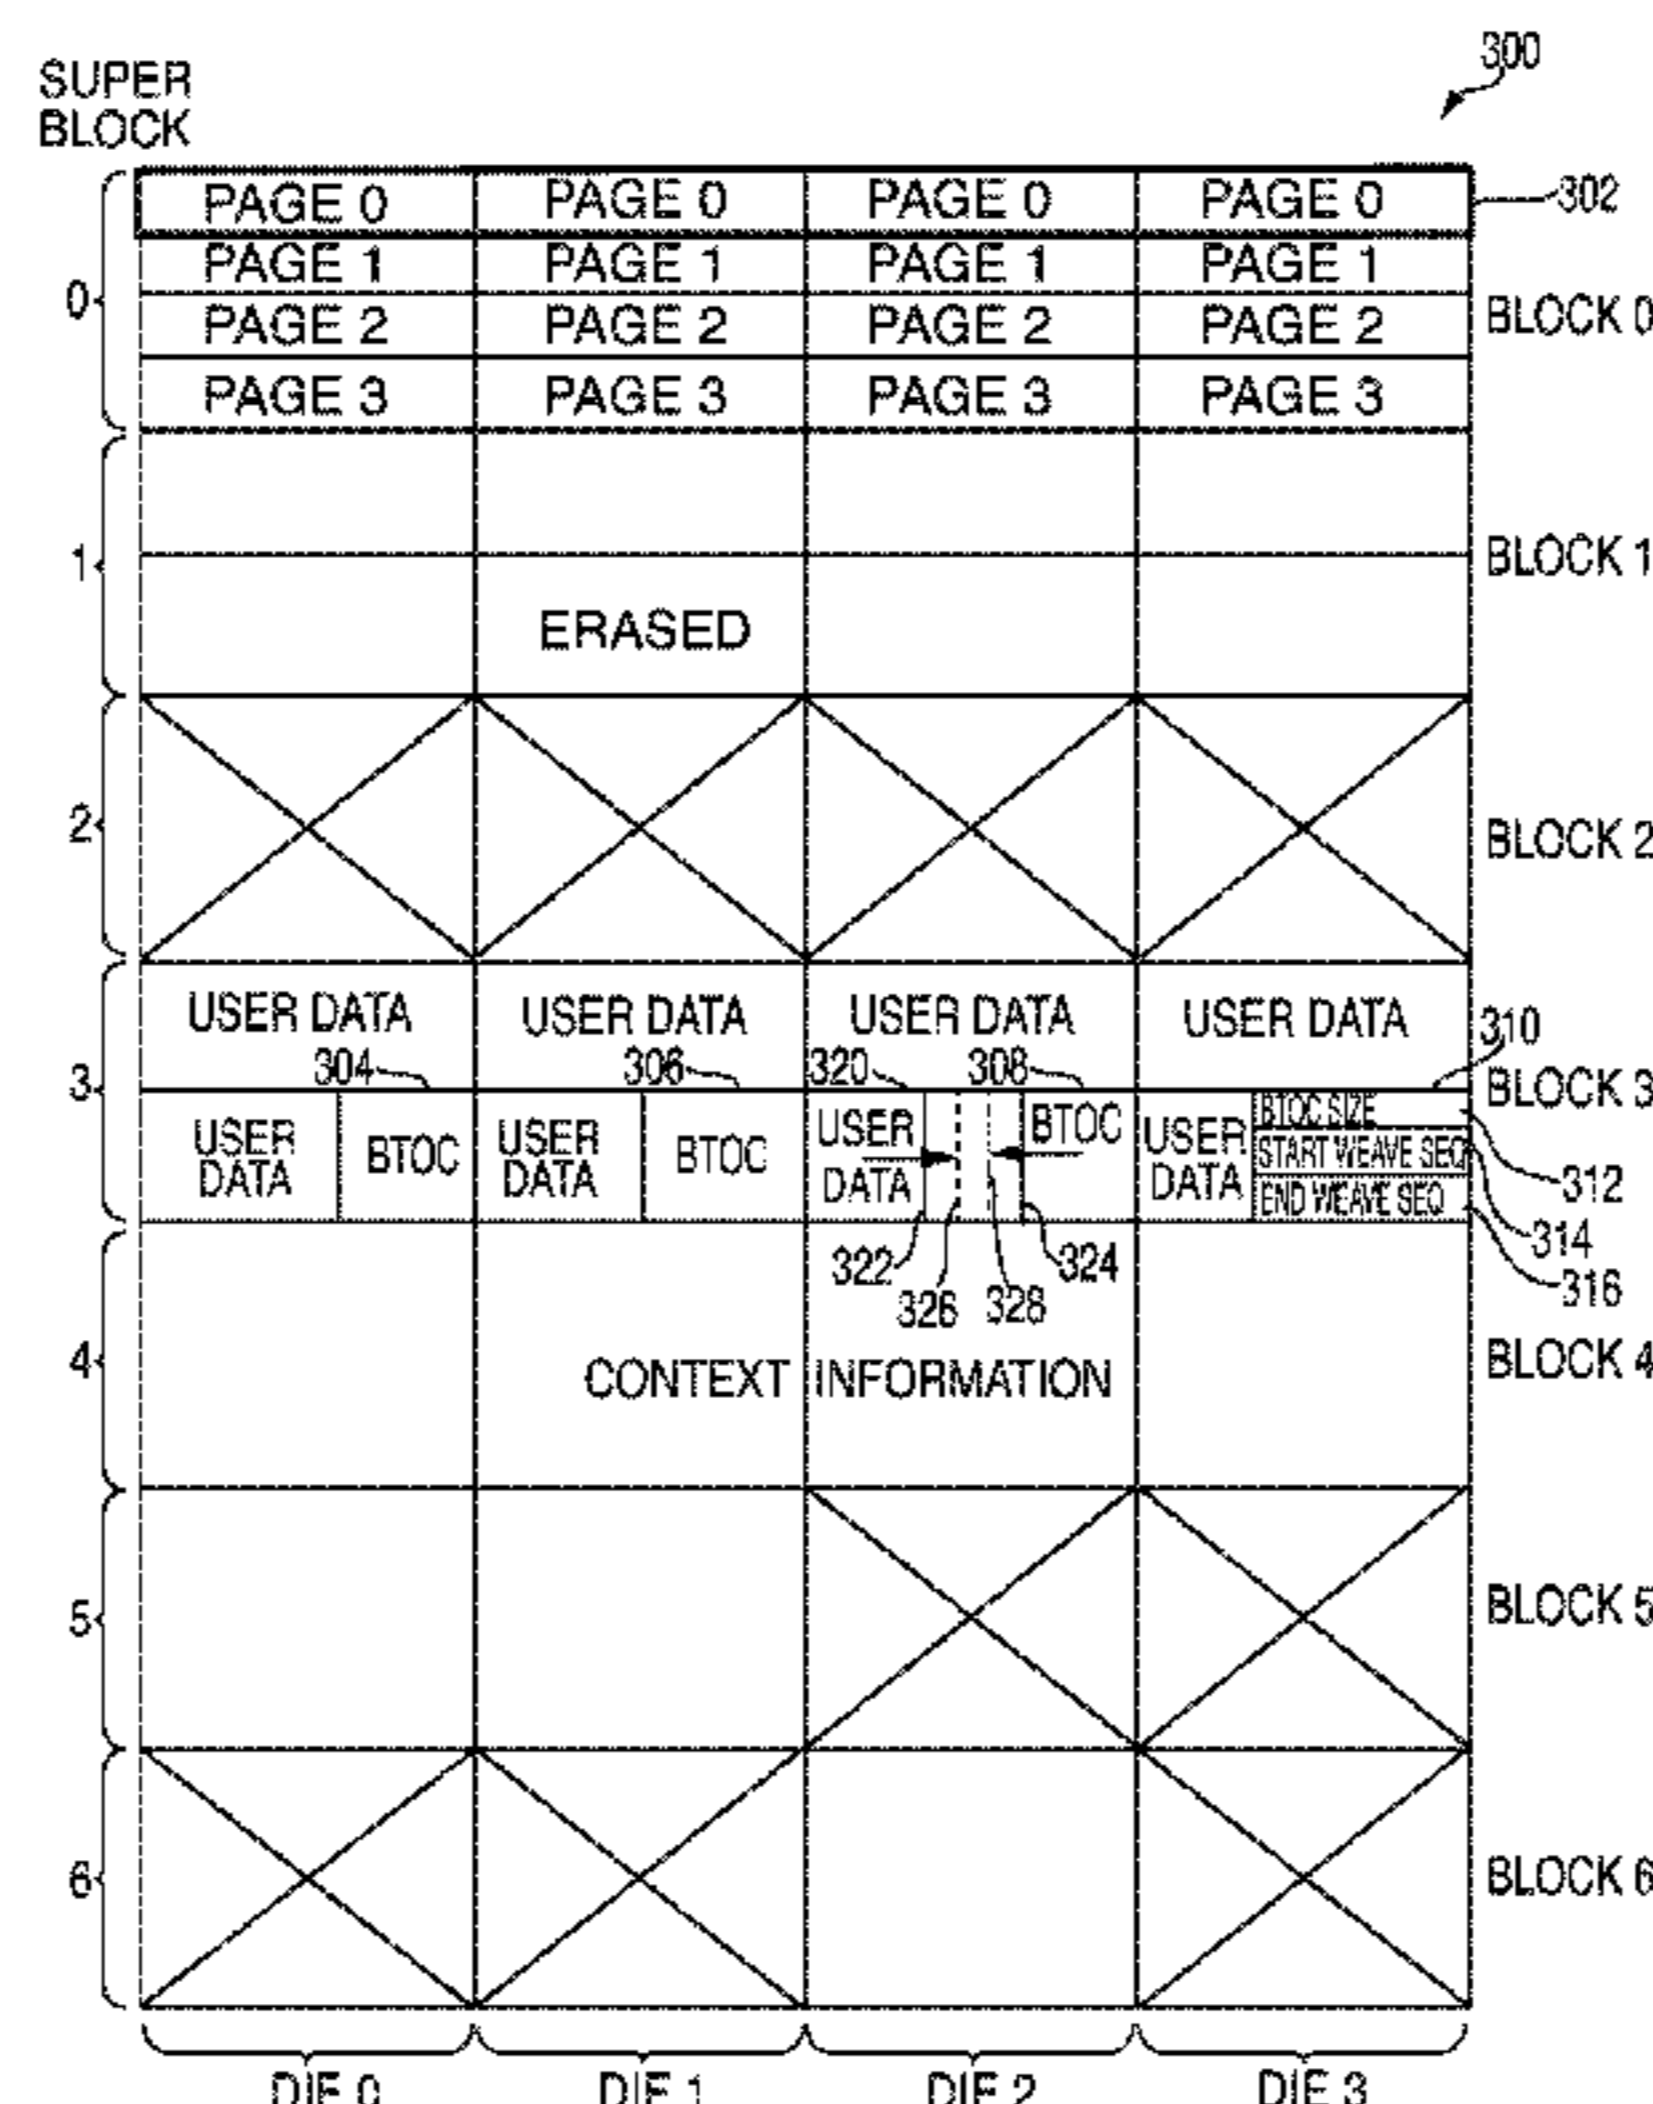 300
SUPER
BLOCK
PAGE 0 PAGE 0 PAGE 0 PAGE 0 302
PAGE 1 PAGE 1 PAGE 1 PAGE 1
0 PAGE 2 PAGE 2 PAGE 2 PAGE 2 BLOCK 0
PAGE 3 PAGE 3 PAGE 3 PAGE 3
1 BLOCK 1
ERASED
2 BLOCK 2
USER DATA USER DATA USER DATA USER DATA 310
304 306 320 308
3 BLOCK 3
USER DATA BTOC USER DATA BTOC USER DATA BTOC USER DATA
BTOC SIZE
START WEAVE SEQ
END WEAVE SEQ
312
314
316
322 324
326 328
4 BLOCK 4
CONTEXT INFORMATION
5 BLOCK 5
6 BLOCK 6
DIE 0 DIE 1 DIE 2 DIE 3